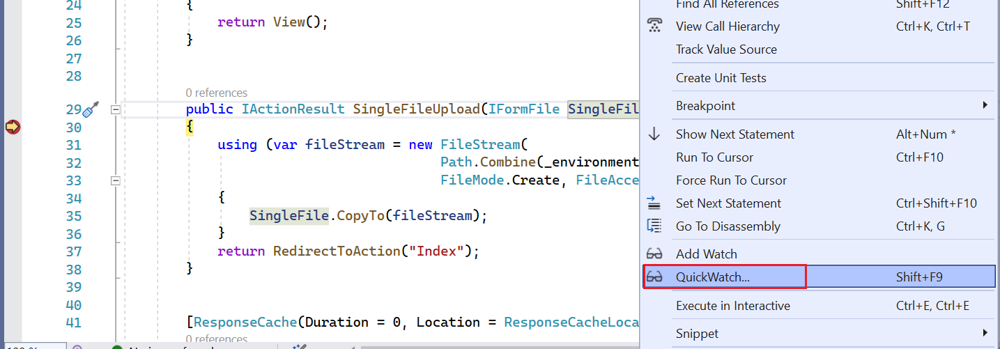 24 {
25 return View();
26 }
27
28
0 references
29 public IActionResult SingleFileUpload(IFormFile SingleFil
30 {
31 using (var fileStream = new FileStream(
32 Path.Combine(_environment
33 FileMode.Create, FileAcce
34 {
35 SingleFile.CopyTo(fileStream);
36 }
37 return RedirectToAction("Index");
38 }
39
40
41 [ResponseCache(Duration = 0, Location = ResponseCacheLoca
0 references
Find All References Shift+F12
View Call Hierarchy Ctrl+K, Ctrl+T
Track Value Source
Create Unit Tests
Breakpoint
Show Next Statement Alt+Num *
Run To Cursor Ctrl+F10
Force Run To Cursor
Set Next Statement Ctrl+Shift+F10
Go To Disassembly Ctrl+K, G
Add Watch
QuickWatch... Shift+F9
Execute in Interactive Ctrl+E, Ctrl+E
Snippet